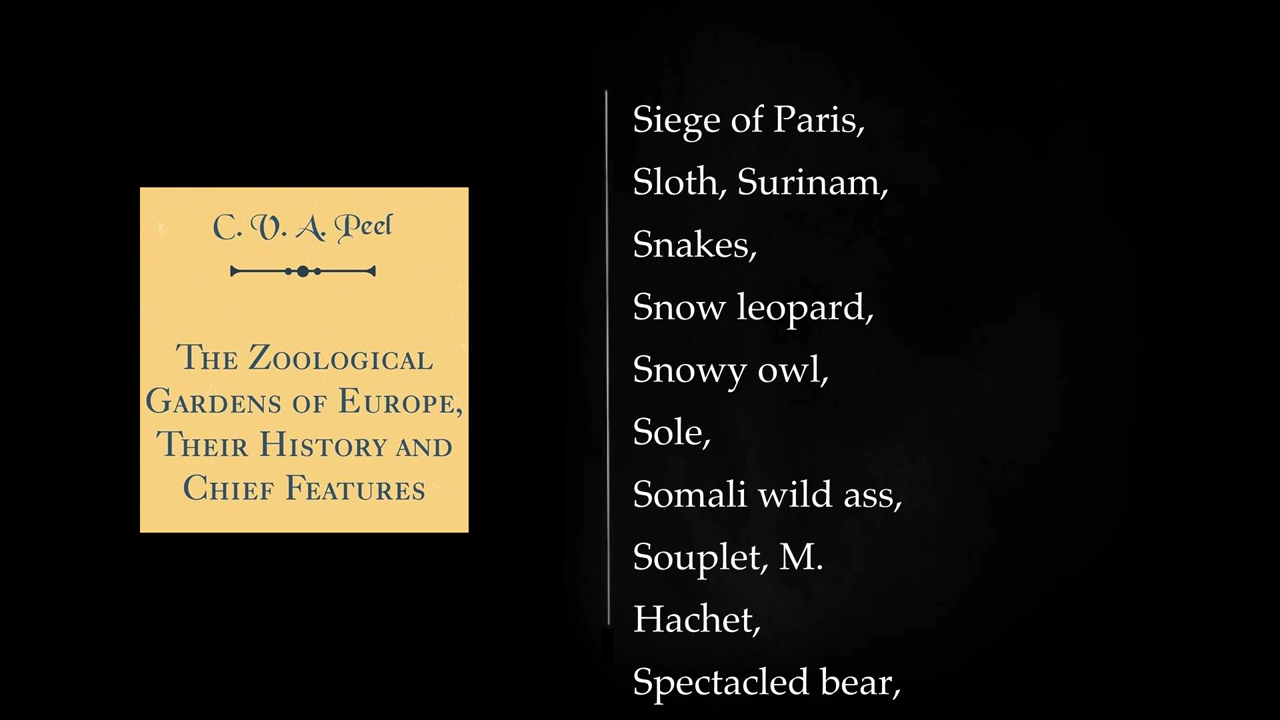 C. V. A. Peel
The Zoological
Gardens of Europe,
Their History and
Chief Features
Siege of Paris,
Sloth, Surinam,
Snakes,
Snow leopard,
Snowy owl,
Sole,
Somali wild ass,
Souplet, M.
Hachet,
Spectacled bear,